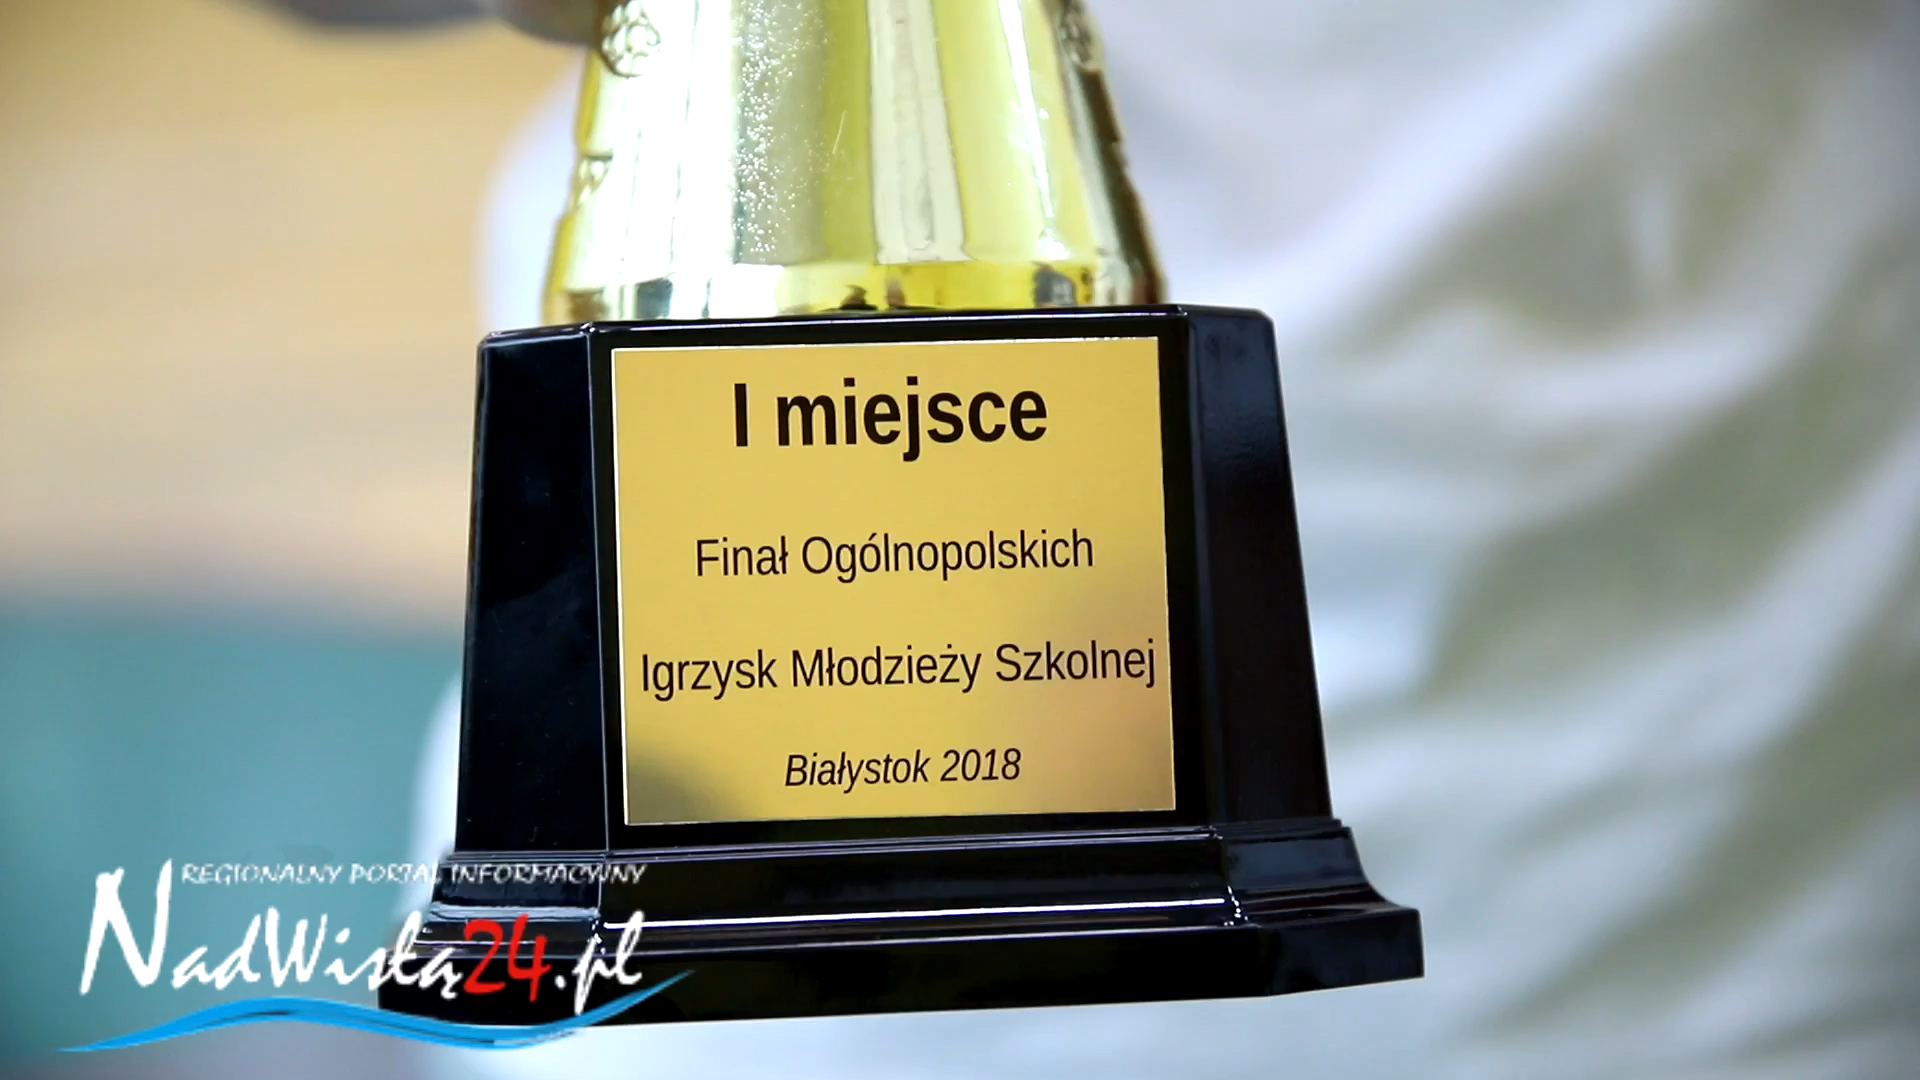 I miejsce
Finał Ogólnopolskich
Igrzysk Młodzieży Szkolnej
Białystok 2018
REGIONALNY PORTAL INFORMACYJNY
NadWisłą24.pl